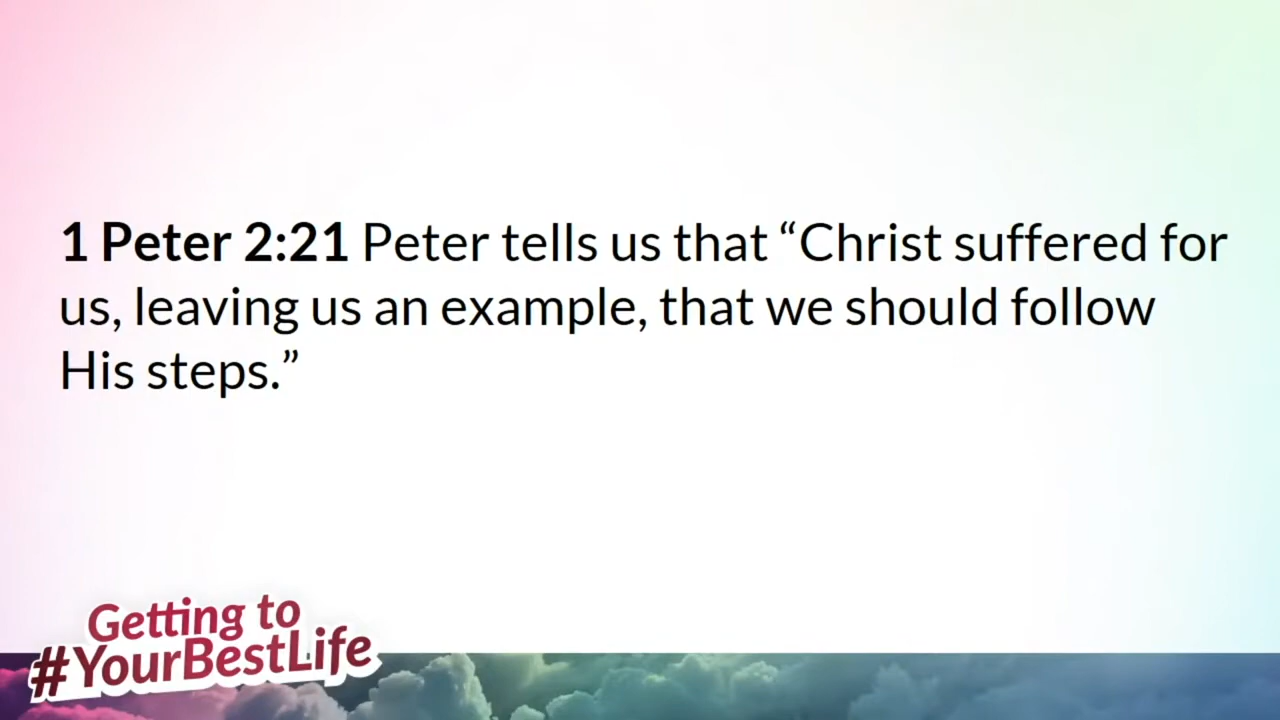 1 Peter 2:21 Peter tells us that “Christ suffered for
us, leaving us an example, that we should follow
His steps.”
Getting to
#YourBestLife